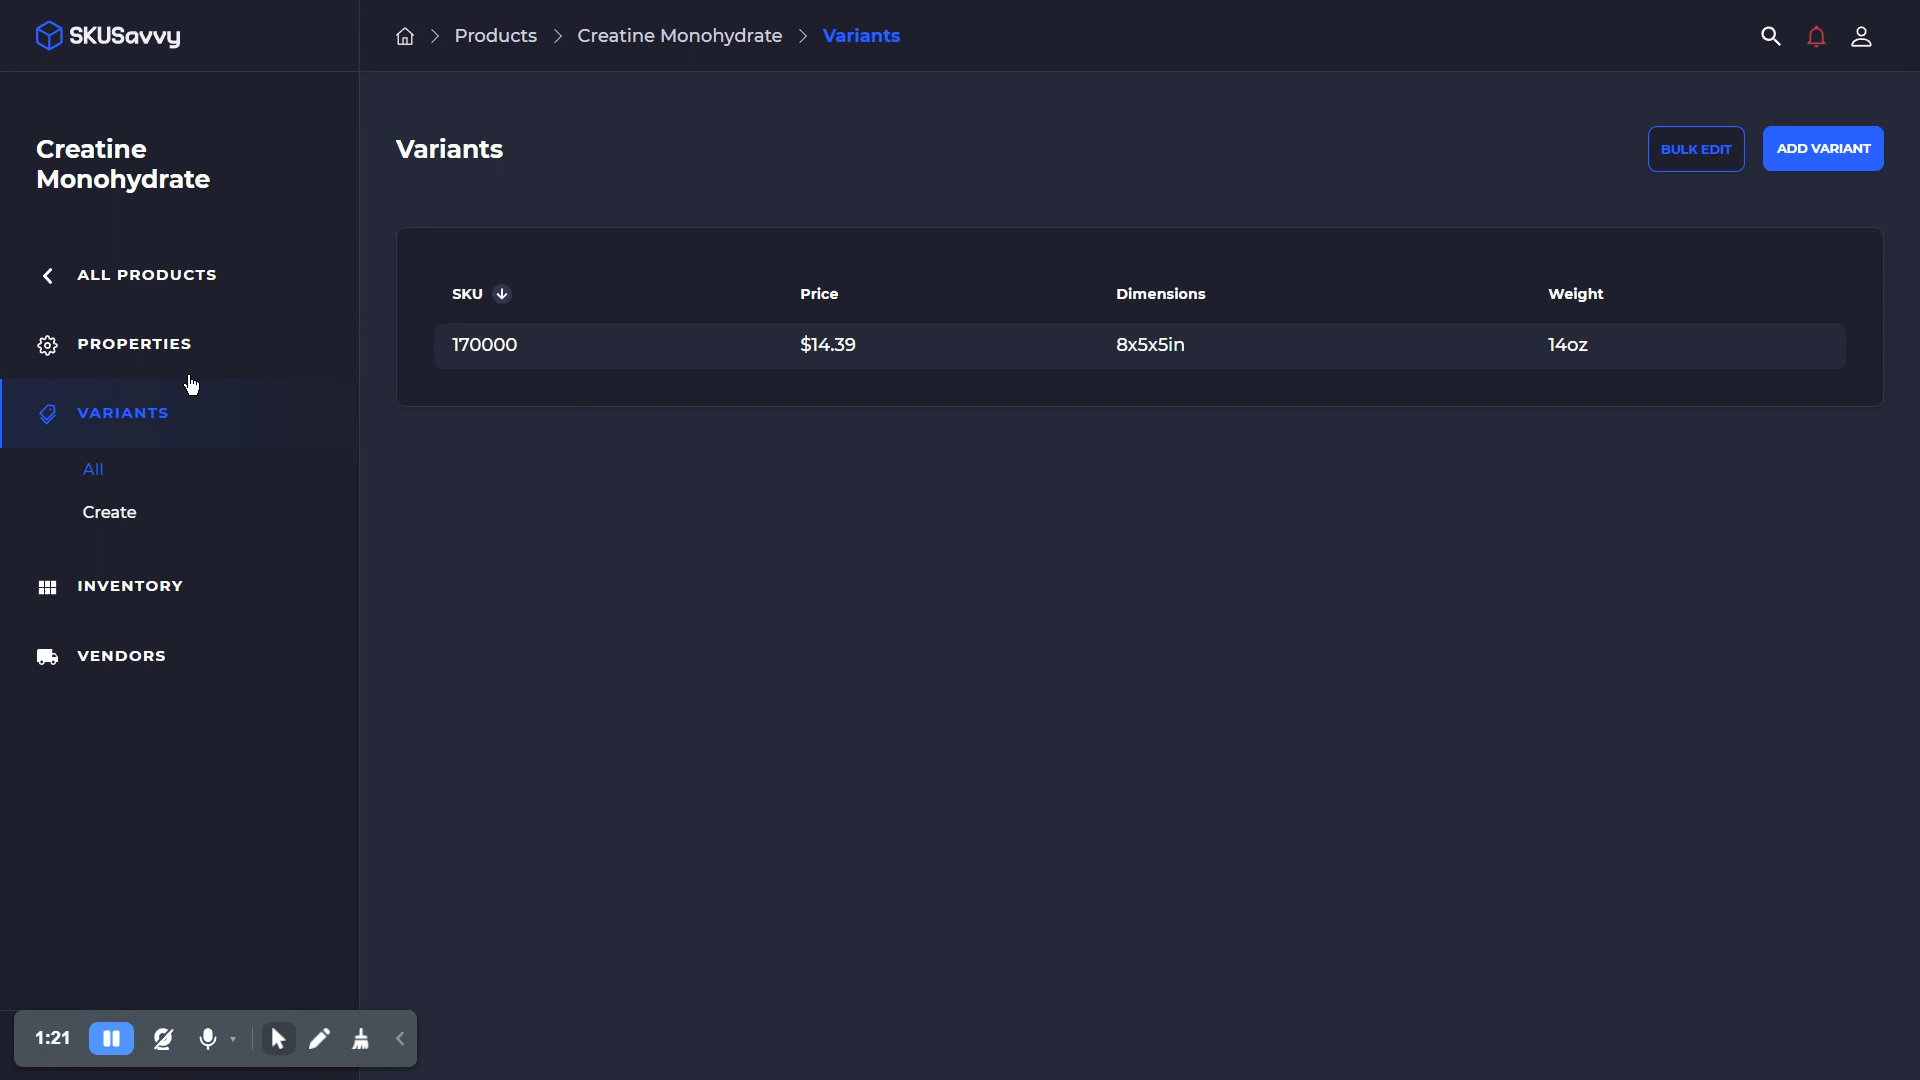 SKUSavvy
Products
Creatine Monohydrate
Variants
Creatine
Monohydrate
ALL PRODUCTS
PROPERTIES
VARIANTS
All
Create
INVENTORY
VENDORS
Variants
BULK EDIT
ADD VARIANT
SKU
Price
Dimensions
Weight
170000
$14.39
8x5x5in
14oz
1:21